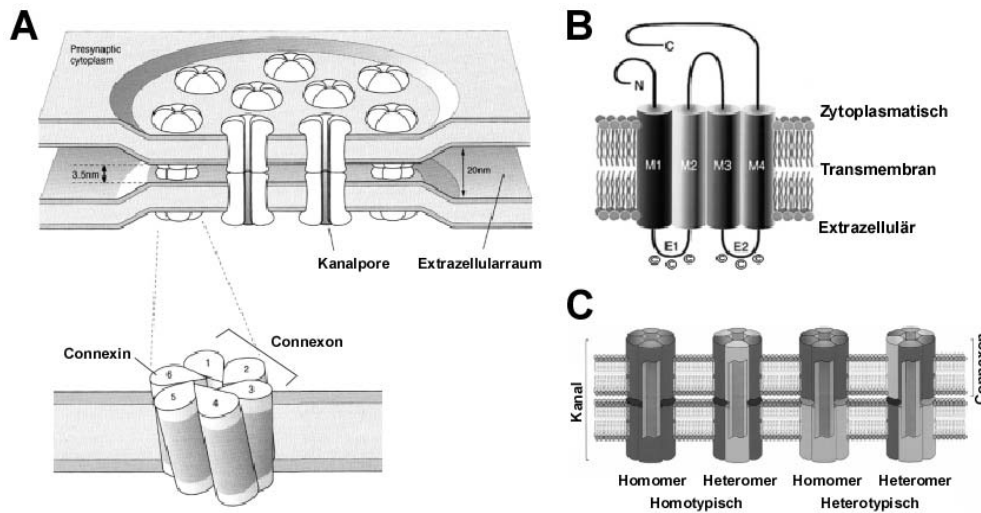 A
Presynaptic
cytoplasm
3.5nm
20nm
Kanalpore
Extrazellularraum
Connexin
Connexon
1
2
3
4
5
6
B
C
N
M1
M2
M3
M4
E1
E2
© © © © © ©
Zytoplasmatisch
Transmembran
Extrazellulär
C
Kanal
Connexon
Homomer Heteromer Homomer Heteromer
Homotypisch Heterotypisch